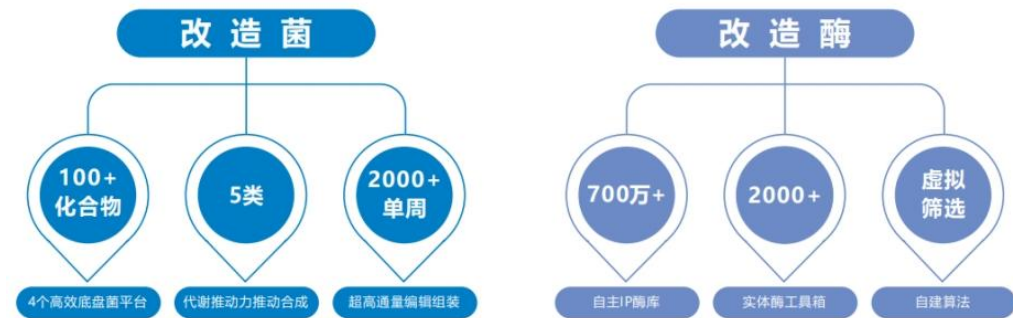 改造菌
100+
化合物
5类
2000+
单周
4个高效底盘菌平台
代谢推动力推动合成
超高通量编辑组装
改造酶
700万+
2000+
虚拟
筛选
自主IP酶库
实体酶工具箱
自建算法